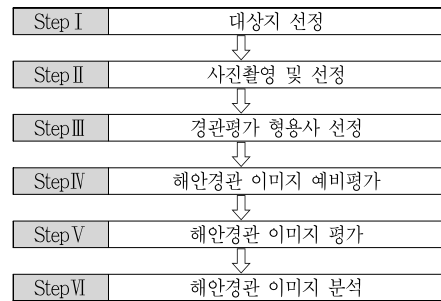 Step Ⅰ 대상지 선정
Step Ⅱ 사진촬영 및 선정
Step Ⅲ 경관평가 형용사 선정
Step Ⅳ 해안경관 이미지 예비평가
Step Ⅴ 해안경관 이미지 평가
Step Ⅵ 해안경관 이미지 분석